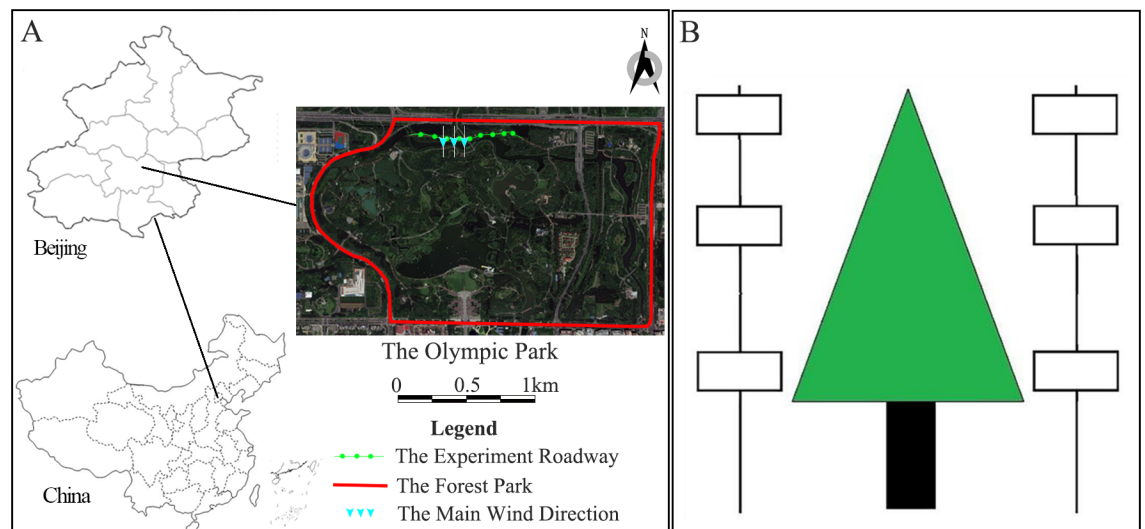 A
N
Beijing
The Olympic Park
0 0.5 1km
Legend
The Experiment Roadway
The Forest Park
The Main Wind Direction
China
B